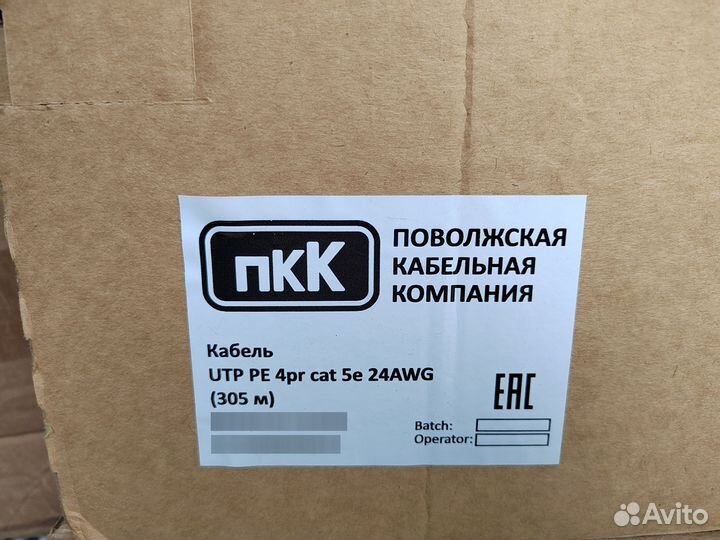 пкК
ПОВОЛЖСКАЯ
КАБЕЛЬНАЯ
КОМПАНИЯ
Кабель
UTP PE 4pr cat 5e 24AWG
(305 м)
EAC
Batch:
Operator:
Avito